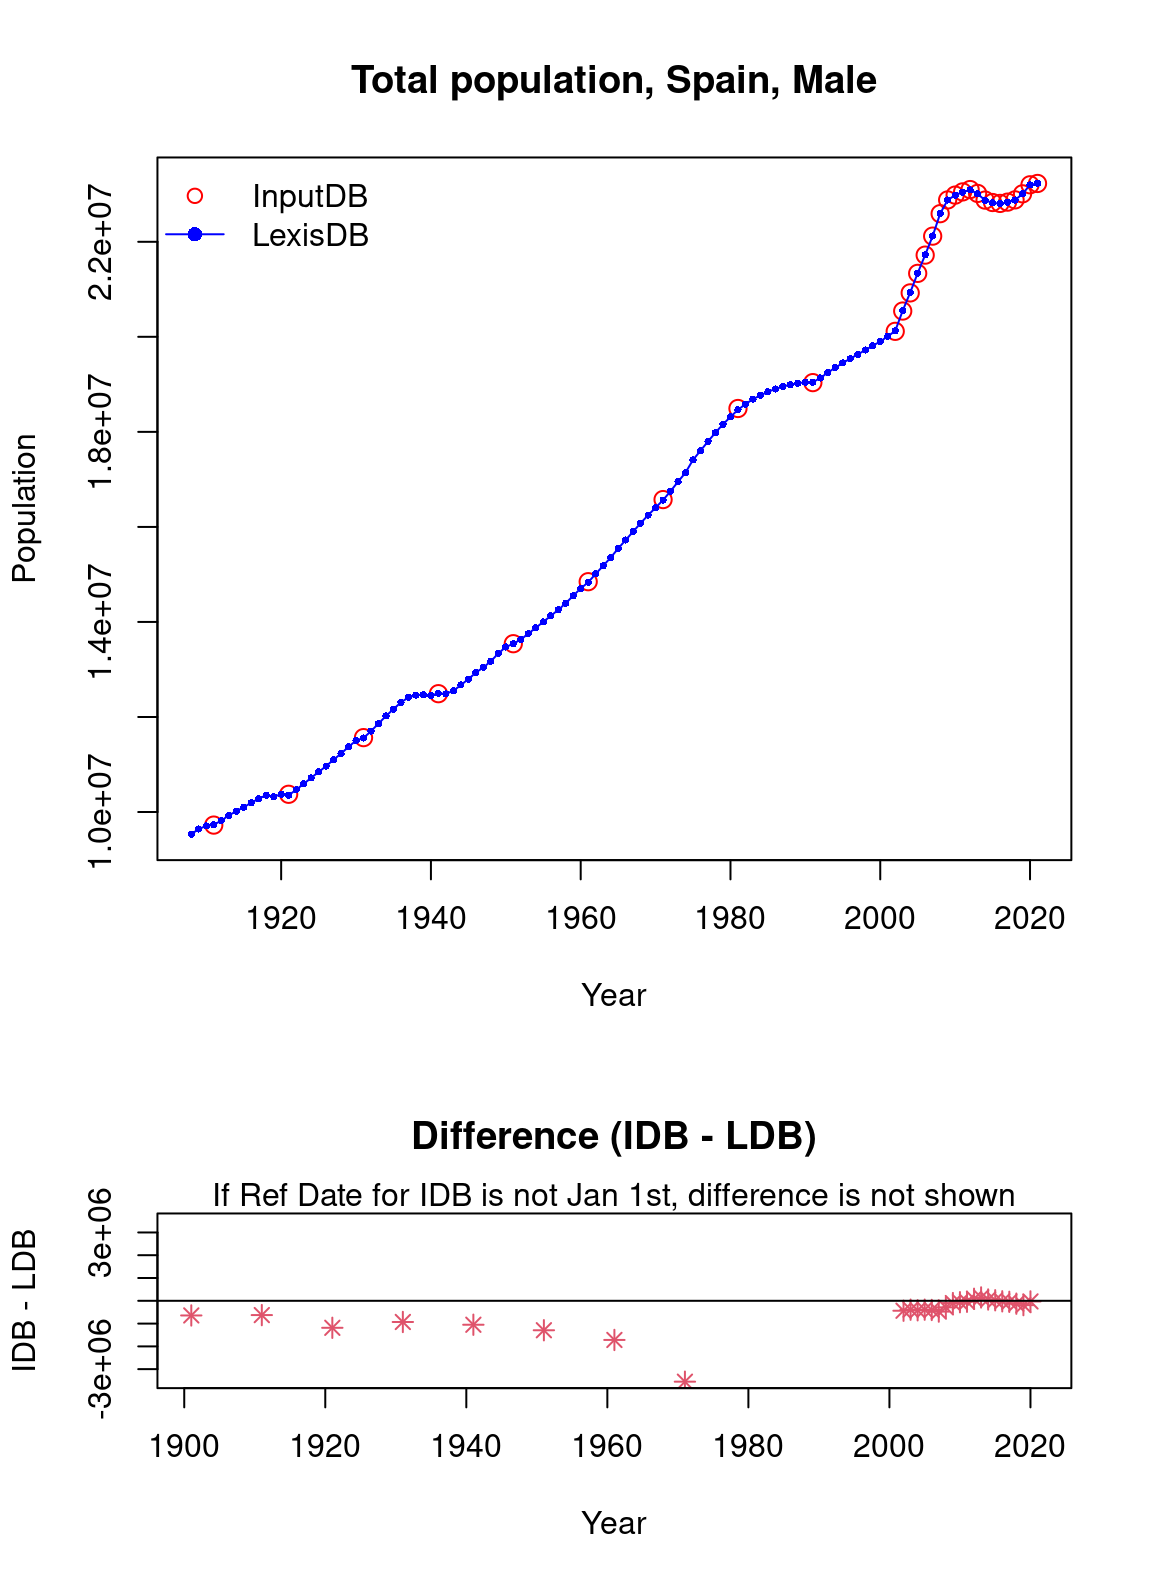 Total population, Spain, Male
InputDB
LexisDB
Population
2.2e+07
1.8e+07
1.4e+07
1.0e+07
1920 1940 1960 1980 2000 2020
Year
Difference (IDB - LDB)
If Ref Date for IDB is not Jan 1st, difference is not shown
IDB - LDB
3e+06
-3e+06
1900 1920 1940 1960 1980 2000 2020
Year